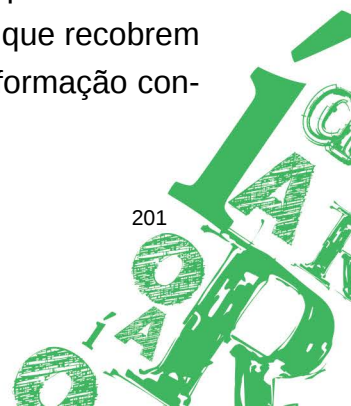 que recobrem
formação con-
201